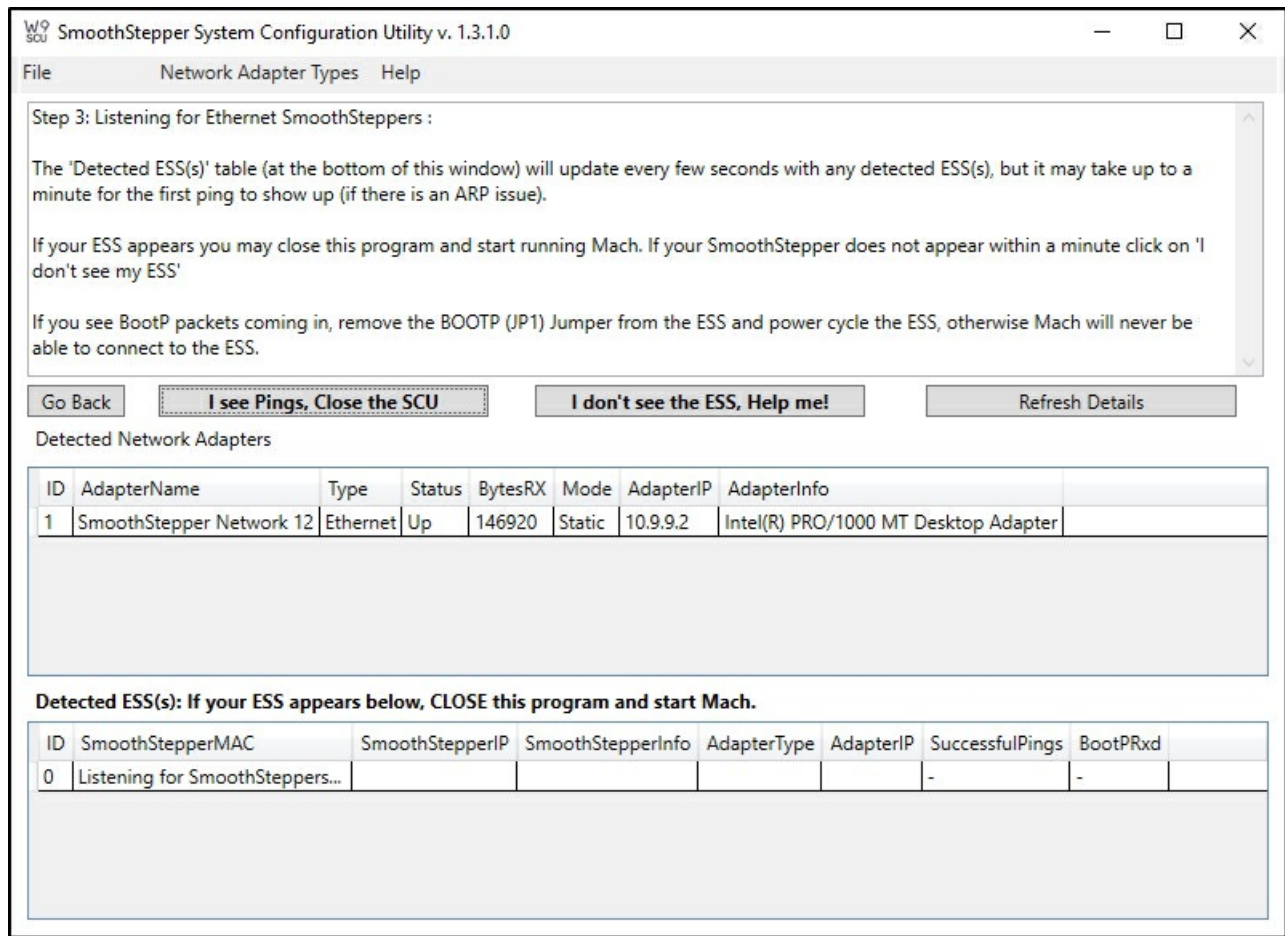 W9
SCU
SmoothStepper System Configuration Utility v. 1.3.1.0
File Network Adapter Types Help
Step 3: Listening for Ethernet SmoothSteppers :
The 'Detected ESS(s)' table (at the bottom of this window) will update every few seconds with any detected ESS(s), but it may take up to a
minute for the first ping to show up (if there is an ARP issue).
If your ESS appears you may close this program and start running Mach. If your SmoothStepper does not appear within a minute click on 'I
don't see my ESS'
If you see BootP packets coming in, remove the BOOTP (JP1) Jumper from the ESS and power cycle the ESS, otherwise Mach will never be
able to connect to the ESS.
Go Back I see Pings, Close the SCU I don't see the ESS, Help me! Refresh Details
Detected Network Adapters
ID AdapterName Type Status BytesRX Mode AdapterIP AdapterInfo
1 SmoothStepper Network 12 Ethernet Up 146920 Static 10.9.9.2 Intel(R) PRO/1000 MT Desktop Adapter
Detected ESS(s): If your ESS appears below, CLOSE this program and start Mach.
ID SmoothStepperMAC SmoothStepperIP SmoothStepperInfo AdapterType AdapterIP SuccessfulPings BootPRxd
0 Listening for SmoothSteppers... - -